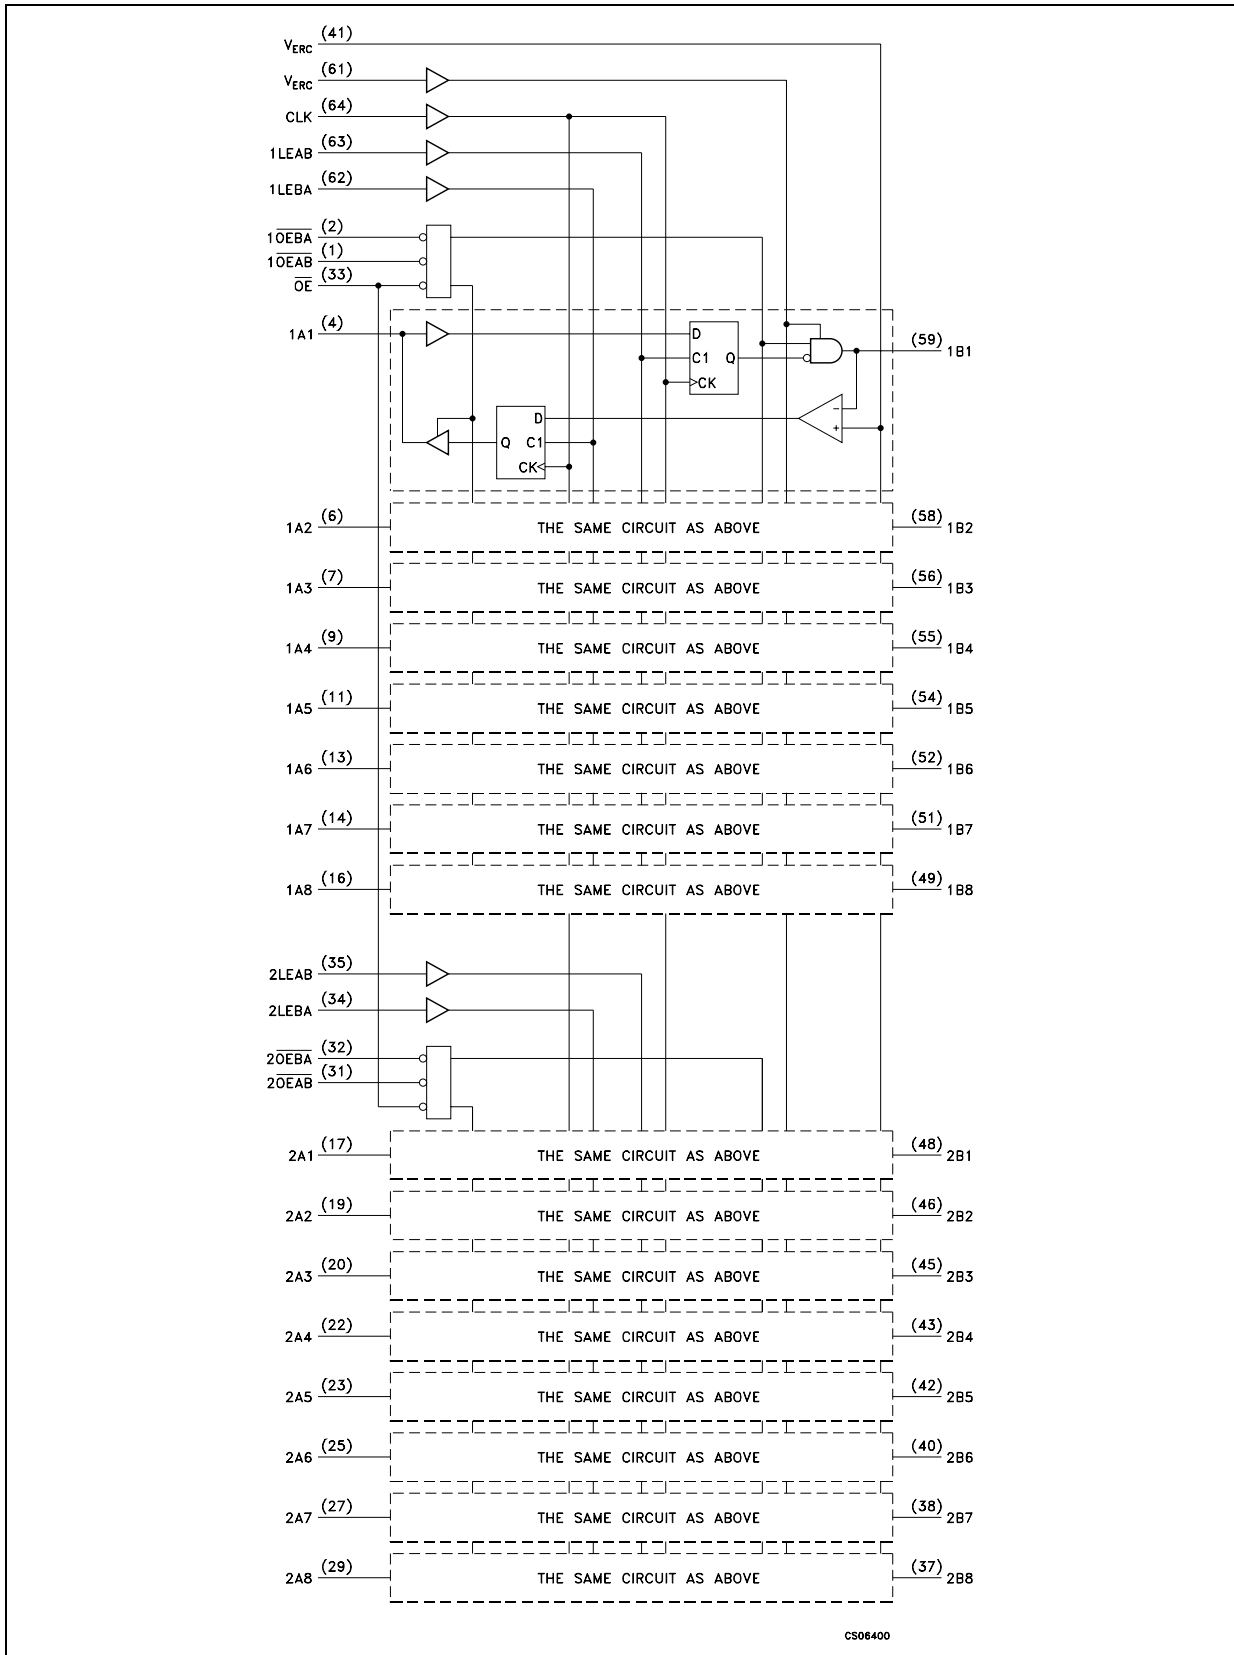 VERC (41)
VERC (61)
CLK (64)
1LEAB (63)
1LEBA (62)
1OEBA (2)
1OEAB (1)
OE (33)
1A1 (4)
D
C1 Q
CK
(59) 1B1
D
Q C1
CK
−
+
1A2 (6) THE SAME CIRCUIT AS ABOVE (58) 1B2
1A3 (7) THE SAME CIRCUIT AS ABOVE (56) 1B3
1A4 (9) THE SAME CIRCUIT AS ABOVE (55) 1B4
1A5 (11) THE SAME CIRCUIT AS ABOVE (54) 1B5
1A6 (13) THE SAME CIRCUIT AS ABOVE (52) 1B6
1A7 (14) THE SAME CIRCUIT AS ABOVE (51) 1B7
1A8 (16) THE SAME CIRCUIT AS ABOVE (49) 1B8
2LEAB (35)
2LEBA (34)
2OEBA (32)
2OEAB (31)
2A1 (17) THE SAME CIRCUIT AS ABOVE (48) 2B1
2A2 (19) THE SAME CIRCUIT AS ABOVE (46) 2B2
2A3 (20) THE SAME CIRCUIT AS ABOVE (45) 2B3
2A4 (22) THE SAME CIRCUIT AS ABOVE (43) 2B4
2A5 (23) THE SAME CIRCUIT AS ABOVE (42) 2B5
2A6 (25) THE SAME CIRCUIT AS ABOVE (40) 2B6
2A7 (27) THE SAME CIRCUIT AS ABOVE (38) 2B7
2A8 (29) THE SAME CIRCUIT AS ABOVE (37) 2B8
CS06400